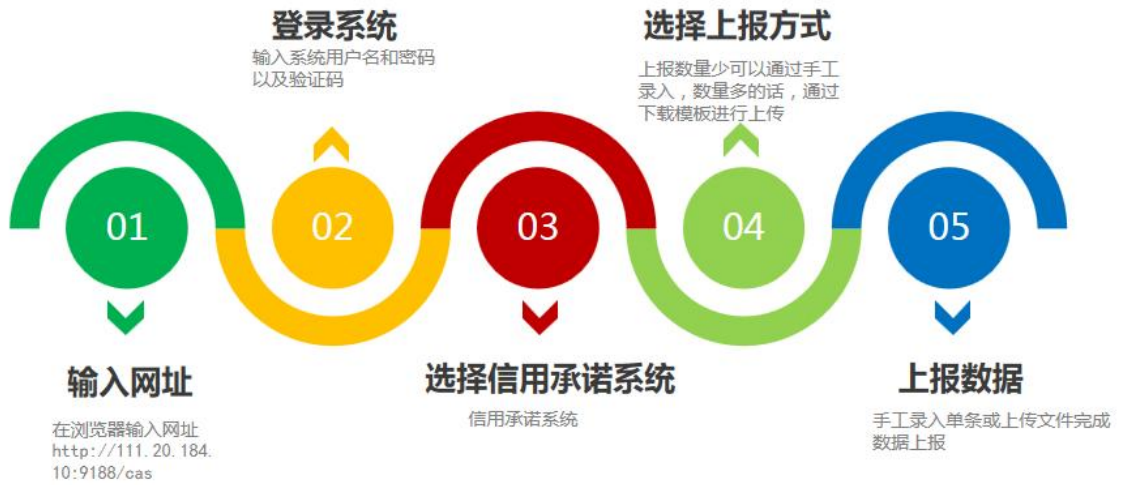 登录系统
输入系统用户名和密码
以及验证码
选择上报方式
上报数量少可以通过手工
录入，数量多的话，通过
下载模板进行上传
01
02
03
04
05
输入网址
在浏览器输入网址
http://111.20.184.
10:9188/cas
选择信用承诺系统
信用承诺系统
上报数据
手工录入单条或上传文件完成
数据上报